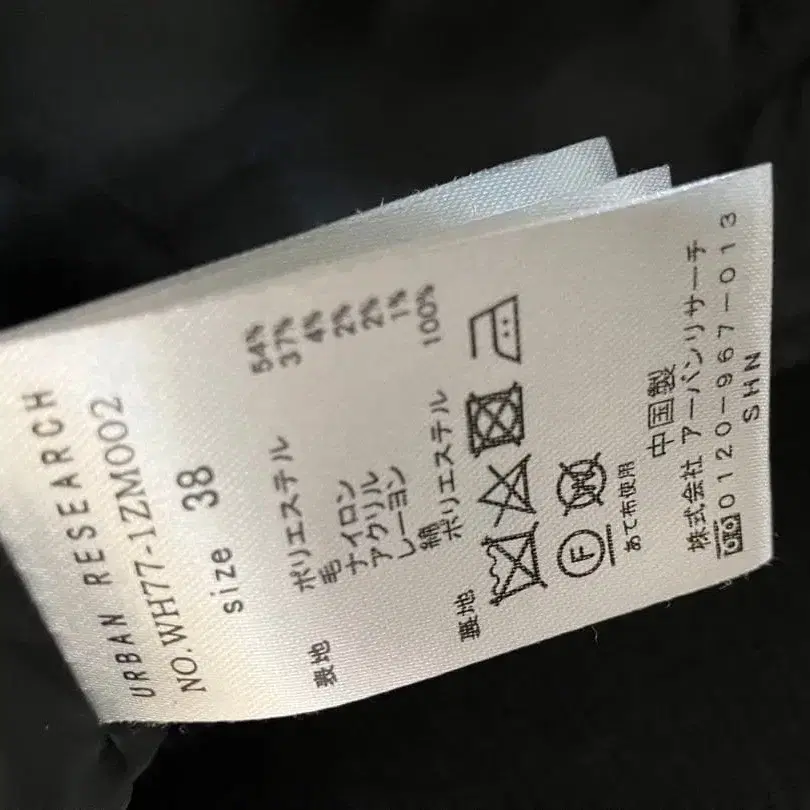 URBAN RESEARCH
NO.WH77-1ZM002
size 38
表地 ポリエステル 54%
毛 37%
ナイロン 4%
アクリル 2%
レーヨン 2%
綿 1%
裏地 ポリエステル 100%
F W
あて布使用
中国製
株式会社 アーバンリサーチ
0120-967-013
SHN